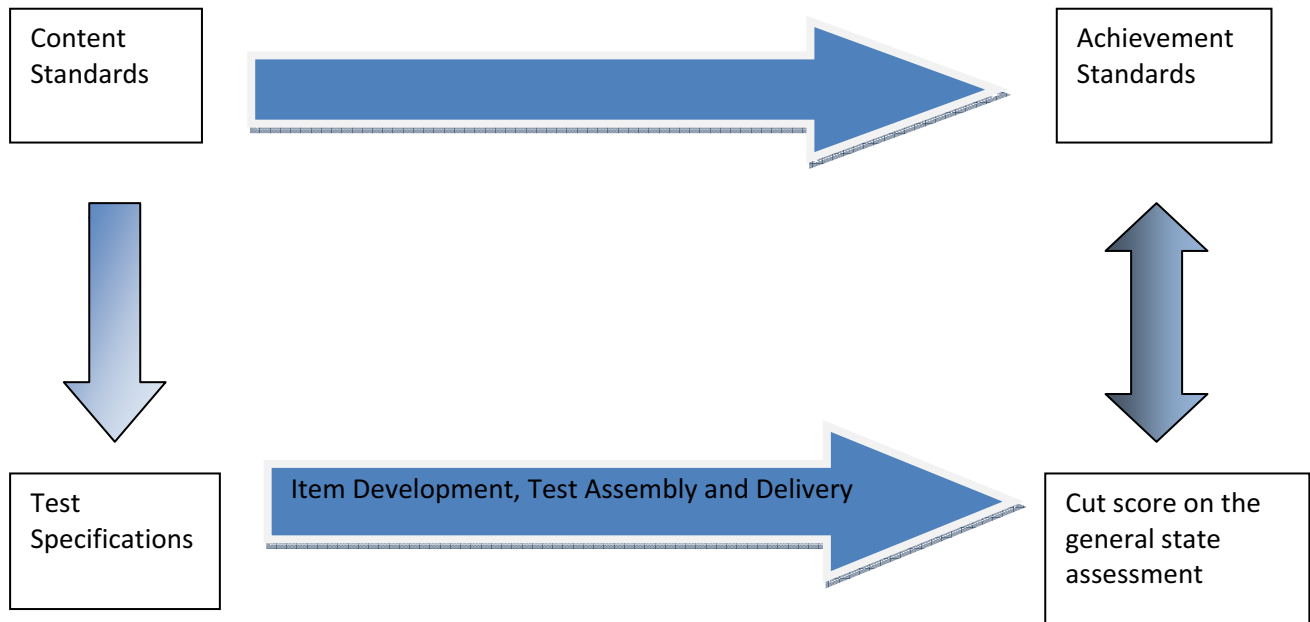 Content
Standards
Achievement
Standards
Test
Specifications
Item Development, Test Assembly and Delivery
Cut score on the
general state
assessment